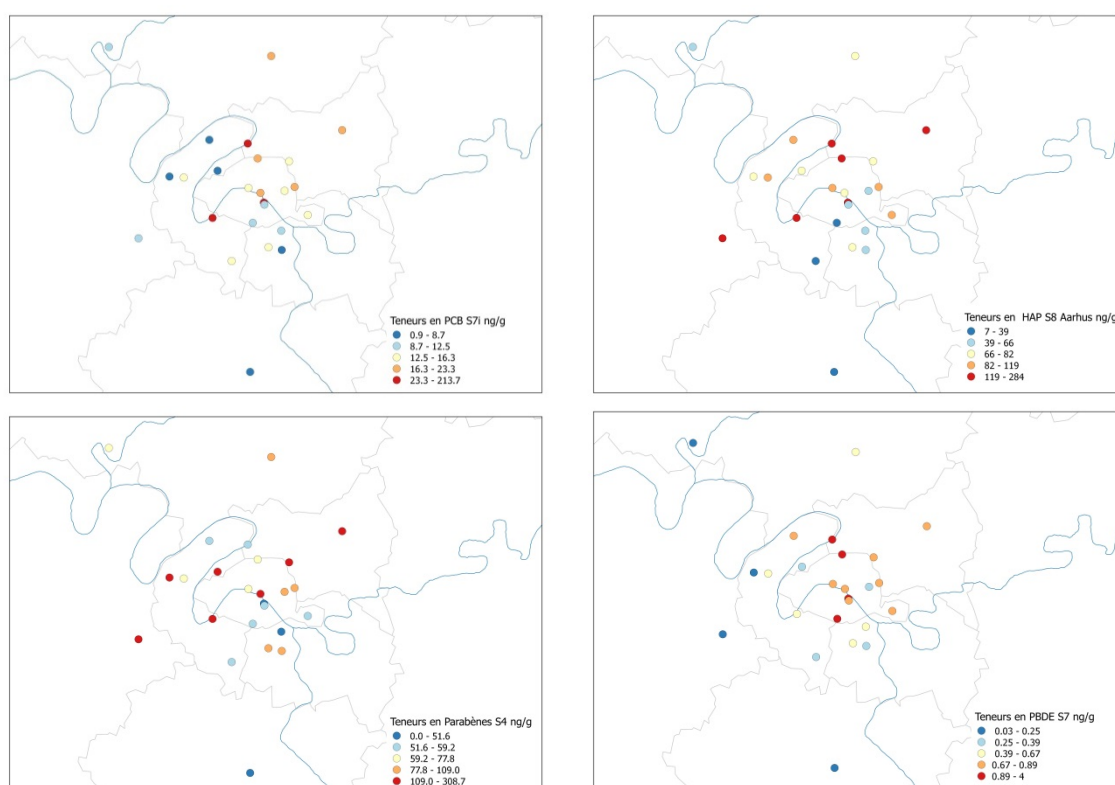 Teneurs en PCB S7i ng/g
0.9 - 8.7
8.7 - 12.5
12.5 - 16.3
16.3 - 23.3
23.3 - 213.7
Teneurs en HAP S8 Aarhus ng/g
7 - 39
39 - 66
66 - 82
82 - 119
119 - 284
Teneurs en Parabènes S4 ng/g
0.0 - 51.6
51.6 - 59.2
59.2 - 77.8
77.8 - 109.0
109.0 - 308.7
Teneurs en PBDE S7 ng/g
0.03 - 0.25
0.25 - 0.39
0.39 - 0.67
0.67 - 0.89
0.89 - 4